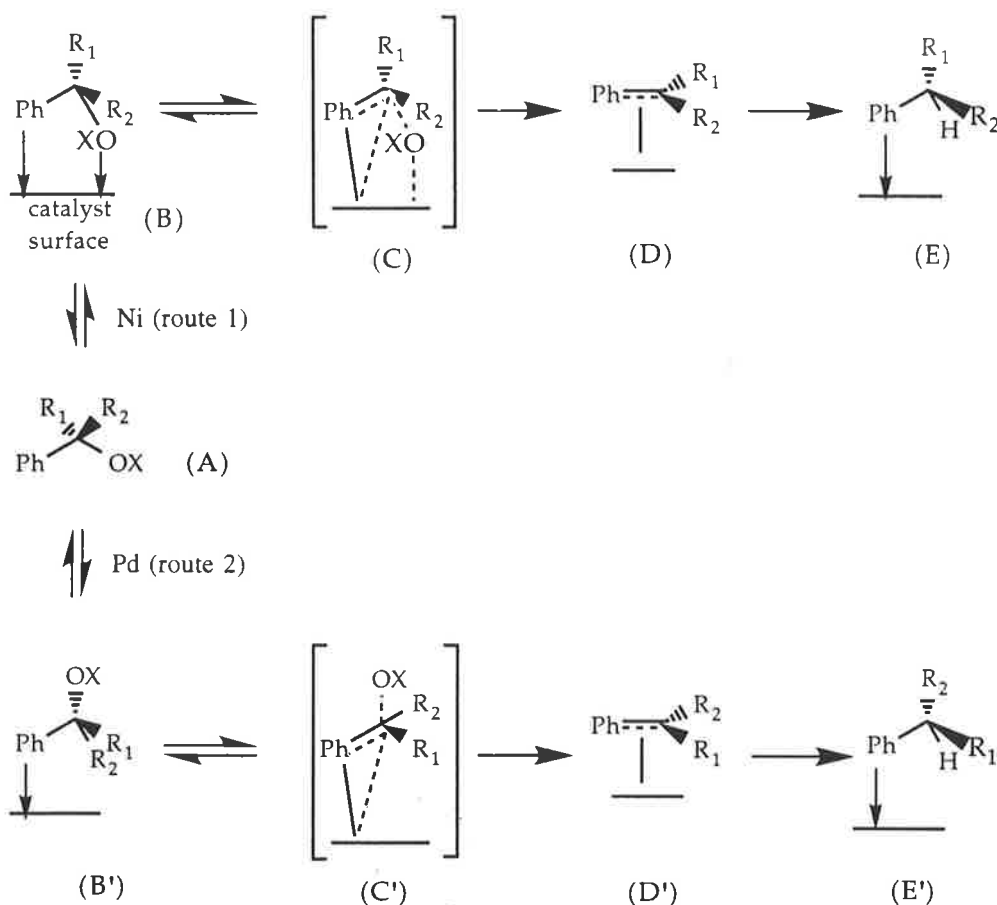 R1
Ph
R2
XO
catalyst
surface
(B)
R1
Ph
R2
XO
(C)
Ph
R1
R2
(D)
R1
Ph
H
R2
(E)
Ni (route 1)
R1 R2
Ph
OX
(A)
Pd (route 2)
OX
Ph
R1
R2
(B')
OX
R2
Ph
R1
(C')
Ph
R2
R1
(D')
R2
Ph
H
R1
(E')